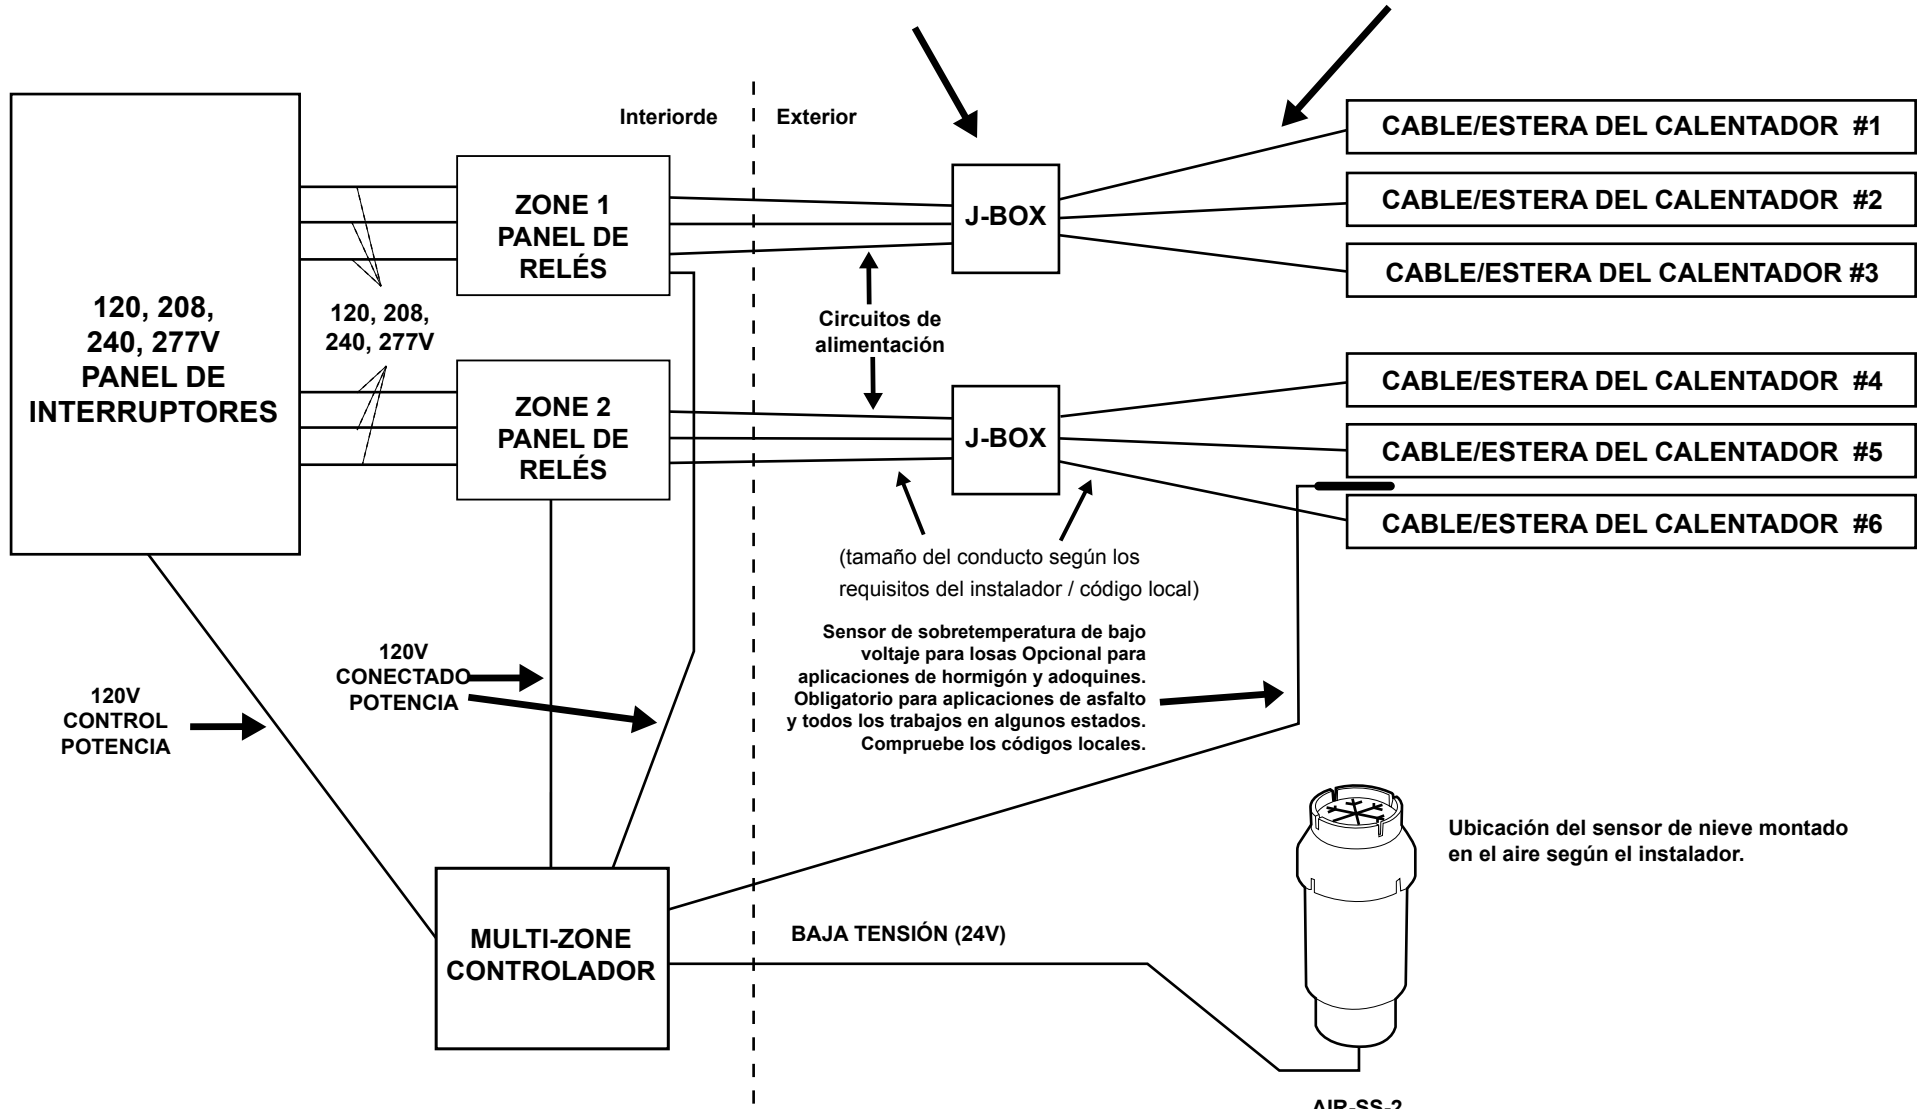 Interiorde
Exterior
120, 208,
240, 277V
PANEL DE
INTERRUPTORES
120, 208,
240, 277V
ZONE 1
PANEL DE
RELÉS
ZONE 2
PANEL DE
RELÉS
J-BOX
J-BOX
Circuitos de
alimentación
CABLE/ESTERA DEL CALENTADOR #1
CABLE/ESTERA DEL CALENTADOR #2
CABLE/ESTERA DEL CALENTADOR #3
CABLE/ESTERA DEL CALENTADOR #4
CABLE/ESTERA DEL CALENTADOR #5
CABLE/ESTERA DEL CALENTADOR #6
(tamaño del conducto según los
requisitos del instalador / código local)
Sensor de sobretemperatura de bajo
voltaje para losas Opcional para
aplicaciones de hormigón y adoquines.
Obligatorio para aplicaciones de asfalto
y todos los trabajos en algunos estados.
Compruebe los códigos locales.
120V
CONECTADO
POTENCIA
120V
CONTROL
POTENCIA
MULTI-ZONE
CONTROLADOR
BAJA TENSIÓN (24V)
Ubicación del sensor de nieve montado
en el aire según el instalador.
AIR-SS-2